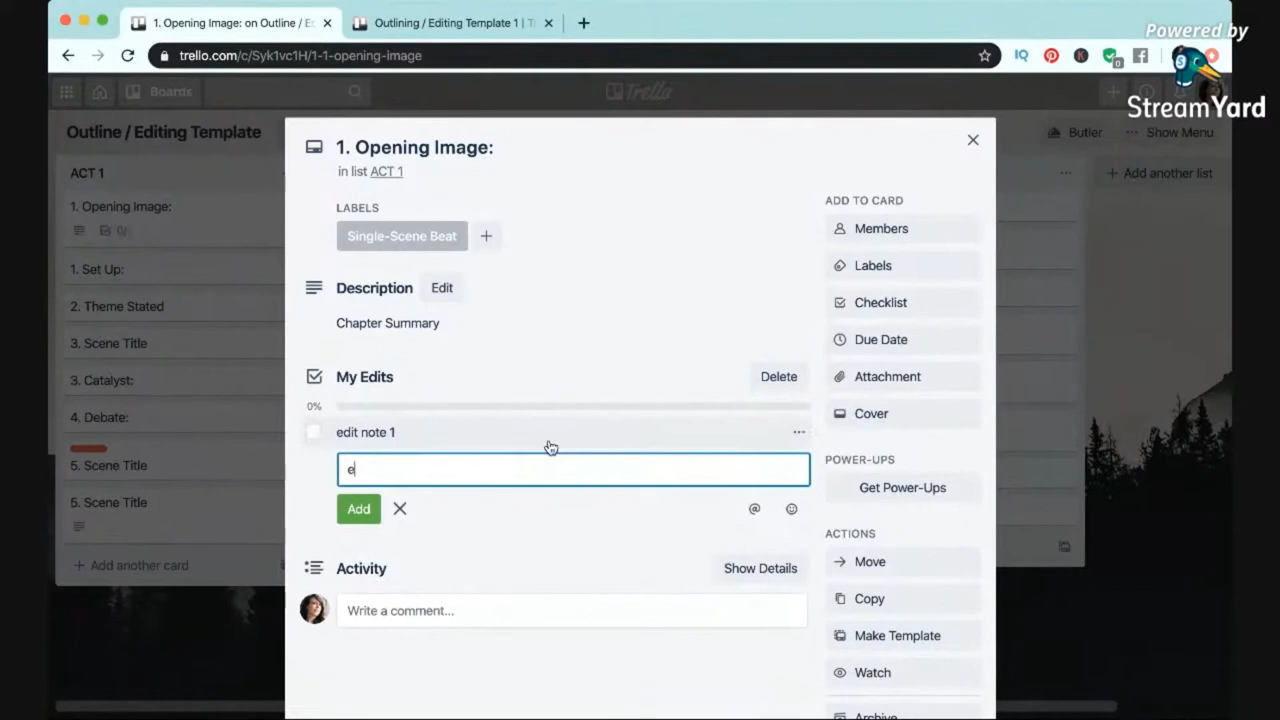 Powered by
StreamYard
1. Opening Image: on Outline / E
Outlining / Editing Template 1 | T
trello.com/c/Syk1vc1H/1-1-opening-image
Boards
Trello
Outline / Editing Template
Butler
Show Menu
ACT 1
Add another list
1. Opening Image:
1. Set Up:
2. Theme Stated
3. Scene Title
3. Catalyst:
4. Debate:
5. Scene Title
5. Scene Title
Add another card
1. Opening Image:
in list ACT 1
LABELS
Single-Scene Beat
Description
Edit
Chapter Summary
My Edits
Delete
0%
edit note 1
e
Add
Activity
Show Details
Write a comment...
ADD TO CARD
Members
Labels
Checklist
Due Date
Attachment
Cover
POWER-UPS
Get Power-Ups
ACTIONS
Move
Copy
Make Template
Watch
Archive